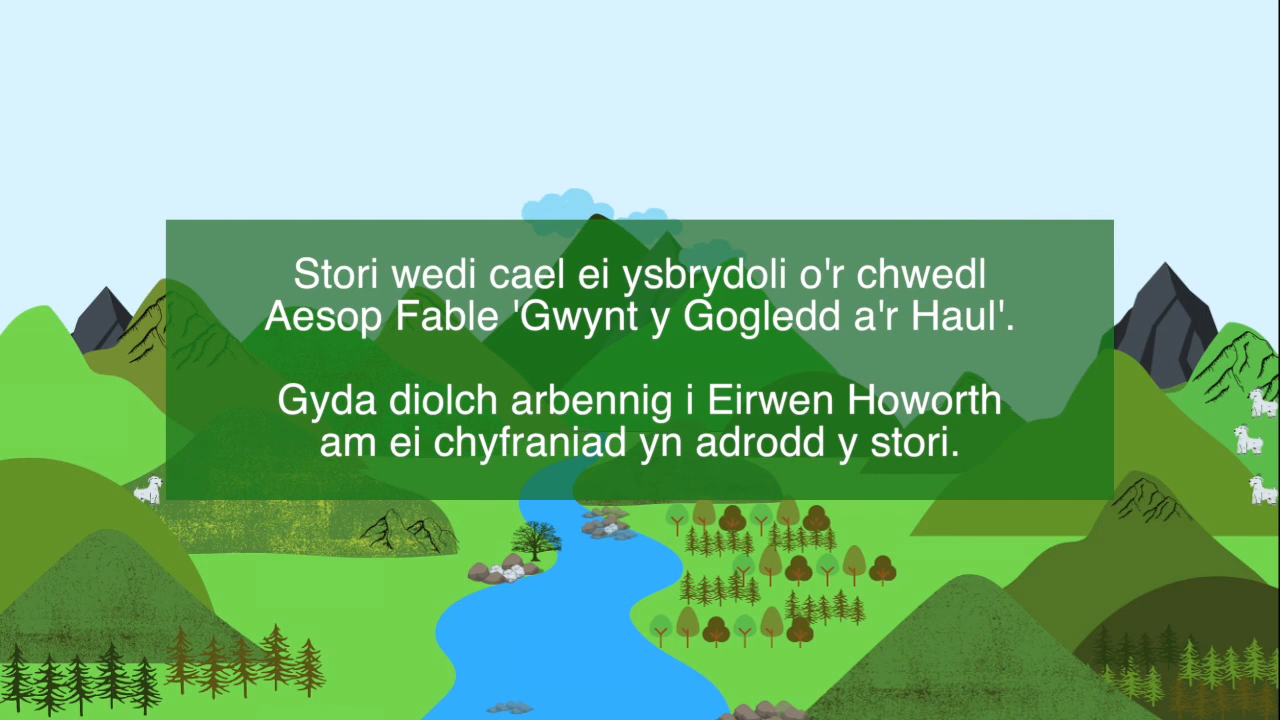 Stori wedi cael ei ysbrydoli o'r chwedl
Aesop Fable 'Gwynt y Gogledd a'r Haul'.
Gyda diolch arbennig i Eirwen Howorth
am ei chyfraniad yn adrodd y stori.